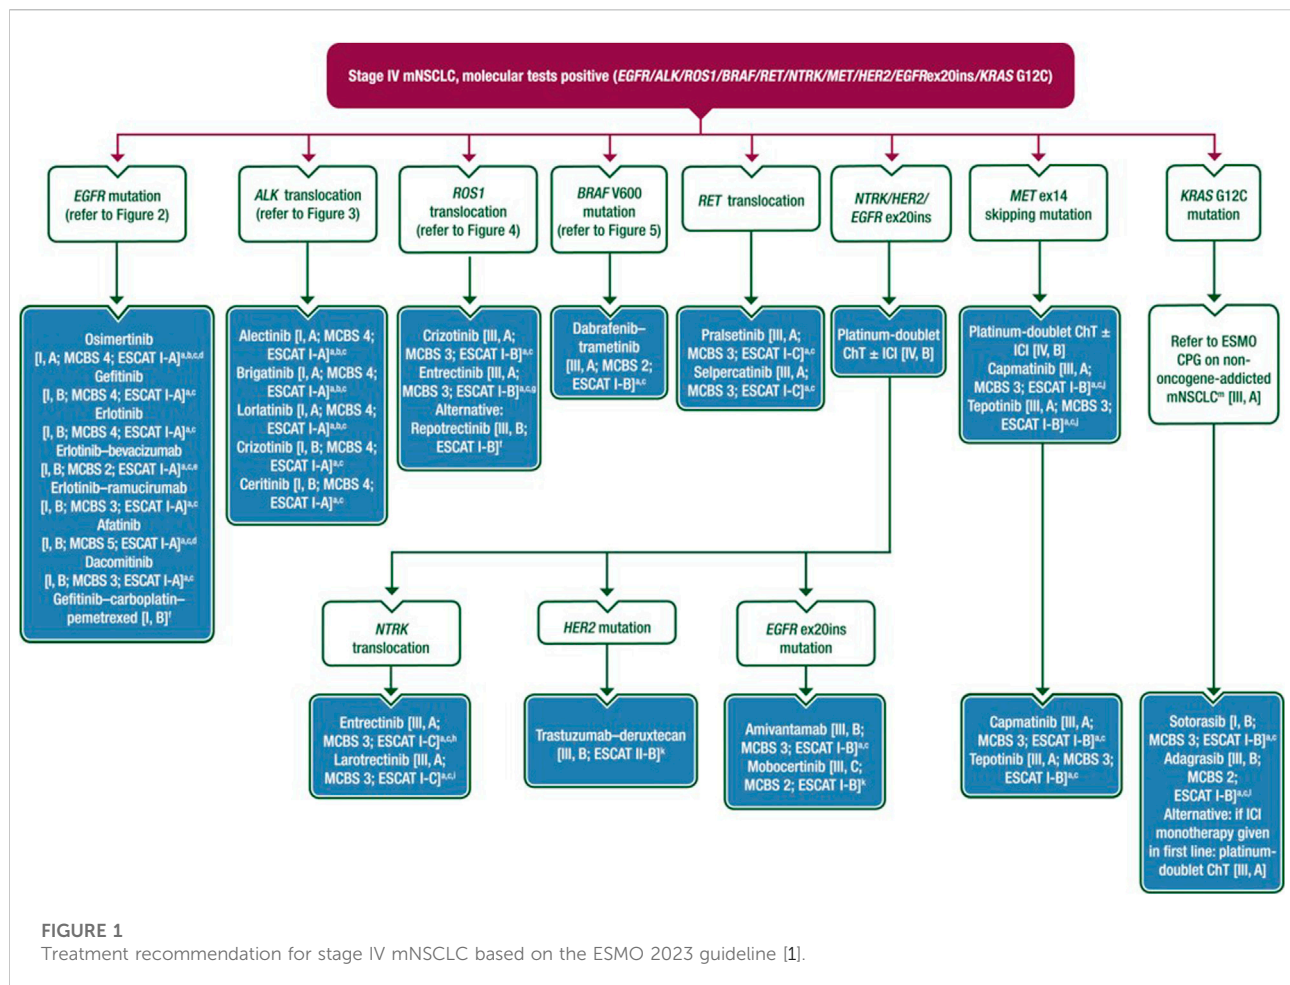 Stage IV mNSCLC, molecular tests positive (EGFR/ALK/ROS1/BRAF/RET/NTRK/MET/HER2/EGFRex20ins/KRAS G12C)
EGFR mutation
(refer to Figure 2)
ALK translocation
(refer to Figure 3)
ROS1
translocation
(refer to Figure 4)
BRAF V600
mutation
(refer to Figure 5)
RET translocation
NTRK/HER2/
EGFR ex20ins
MET ex14
skipping mutation
KRAS G12C
mutation
Osimertinib
[I, A; MCBS 4; ESCAT I-A]a,b,c,d
Gefitinib
[I, B; MCBS 4; ESCAT I-A]a,c
Erlotinib
[I, B; MCBS 4; ESCAT I-A]a,c
Erlotinib–bevacizumab
[I, B; MCBS 2; ESCAT I-A]a,c,e
Erlotinib–ramucirumab
[I, B; MCBS 3; ESCAT I-A]a,c
Afatinib
[I, B; MCBS 5; ESCAT I-A]a,c,d
Dacomitinib
[I, B; MCBS 3; ESCAT I-A]a,c
Gefitinib–carboplatin–
pemetrexed [I, B]f
Alectinib [I, A; MCBS 4;
ESCAT I-A]a,b,c
Brigatinib [I, A; MCBS 4;
ESCAT I-A]a,b,c
Lorlatinib [I, A; MCBS 4;
ESCAT I-A]a,b,c
Crizotinib [I, B; MCBS 4;
ESCAT I-A]a,c
Ceritinib [I, B; MCBS 4;
ESCAT I-A]a,c
Crizotinib [III, A;
MCBS 3; ESCAT I-B]a,c
Entrectinib [III, A;
MCBS 3; ESCAT I-B]a,c,g
Alternative:
Repotrectinib [III, B;
ESCAT I-B]f
Dabrafenib–
trametinib
[III, A; MCBS 2;
ESCAT I-B]a,c
Pralsetinib [III, A;
MCBS 3; ESCAT I-C]a,c
Selpercatinib [III, A;
MCBS 3; ESCAT I-C]a,c
Platinum-doublet
ChT ± ICI [IV, B]
Platinum-doublet ChT ±
ICI [IV, B]
Capmatinib [III, A;
MCBS 3; ESCAT I-B]a,c,j
Tepotinib [III, A; MCBS 3;
ESCAT I-B]a,c,j
Refer to ESMO
CPG on non-
oncogene-addicted
mNSCLCm [III, A]
NTRK
translocation
HER2 mutation
EGFR ex20ins
mutation
Entrectinib [III, A;
MCBS 3; ESCAT I-C]a,c,h
Larotrectinib [III, A;
MCBS 3; ESCAT I-C]a,c,i
Trastuzumab–deruxtecan
[III, B; ESCAT II-B]k
Amivantamab [III, B;
MCBS 3; ESCAT I-B]a,c
Mobocertinib [III, C;
MCBS 2; ESCAT I-B]k
Capmatinib [III, A;
MCBS 3; ESCAT I-B]a,c
Tepotinib [III, A; MCBS 3;
ESCAT I-B]a,c
Sotorasib [I, B;
MCBS 3; ESCAT I-B]a,c
Adagrasib [III, B;
MCBS 2;
ESCAT I-B]a,c,l
Alternative: if ICI
monotherapy given
in first line: platinum-
doublet ChT [III, A]
FIGURE 1
Treatment recommendation for stage IV mNSCLC based on the ESMO 2023 guideline [1].